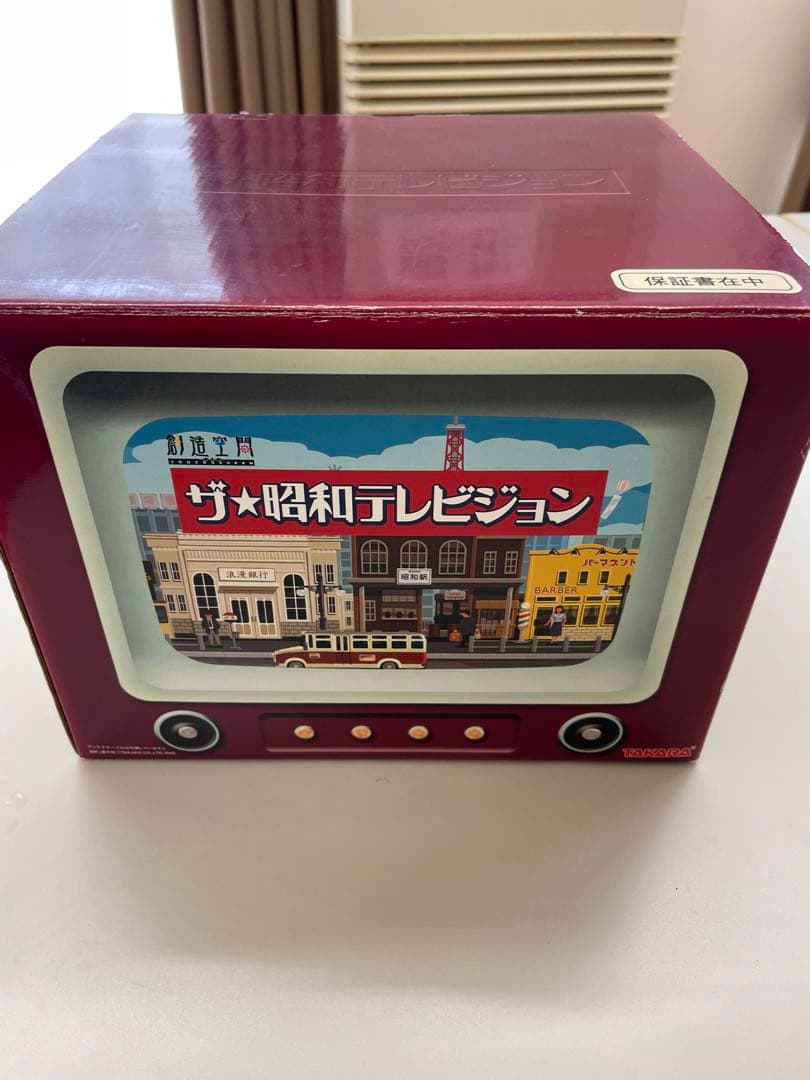 昭和テレビジョン
保証書在中
創造空間
ザ★昭和テレビジョン
浪漫銀行
昭和駅
パーマネント
BARBER
TAKARA